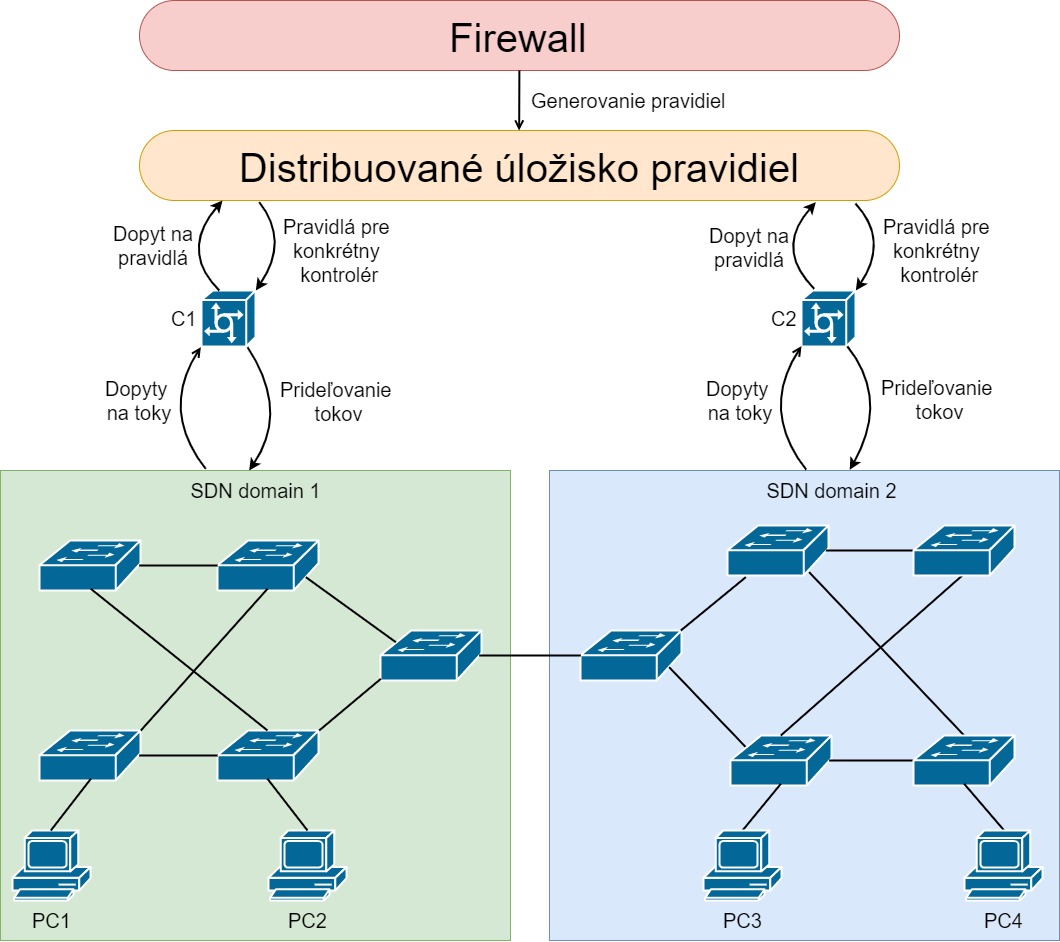 Firewall
Generovanie pravidiel
Distribuované úložisko pravidiel
Dopyt na
pravidlá
Pravidlá pre
konkrétny
kontrolér
Dopyt na
pravidlá
Pravidlá pre
konkrétny
kontrolér
C1
C2
Dopyty
na toky
Prideľovanie
tokov
Dopyty
na toky
Prideľovanie
tokov
SDN domain 1
SDN domain 2
PC1
PC2
PC3
PC4